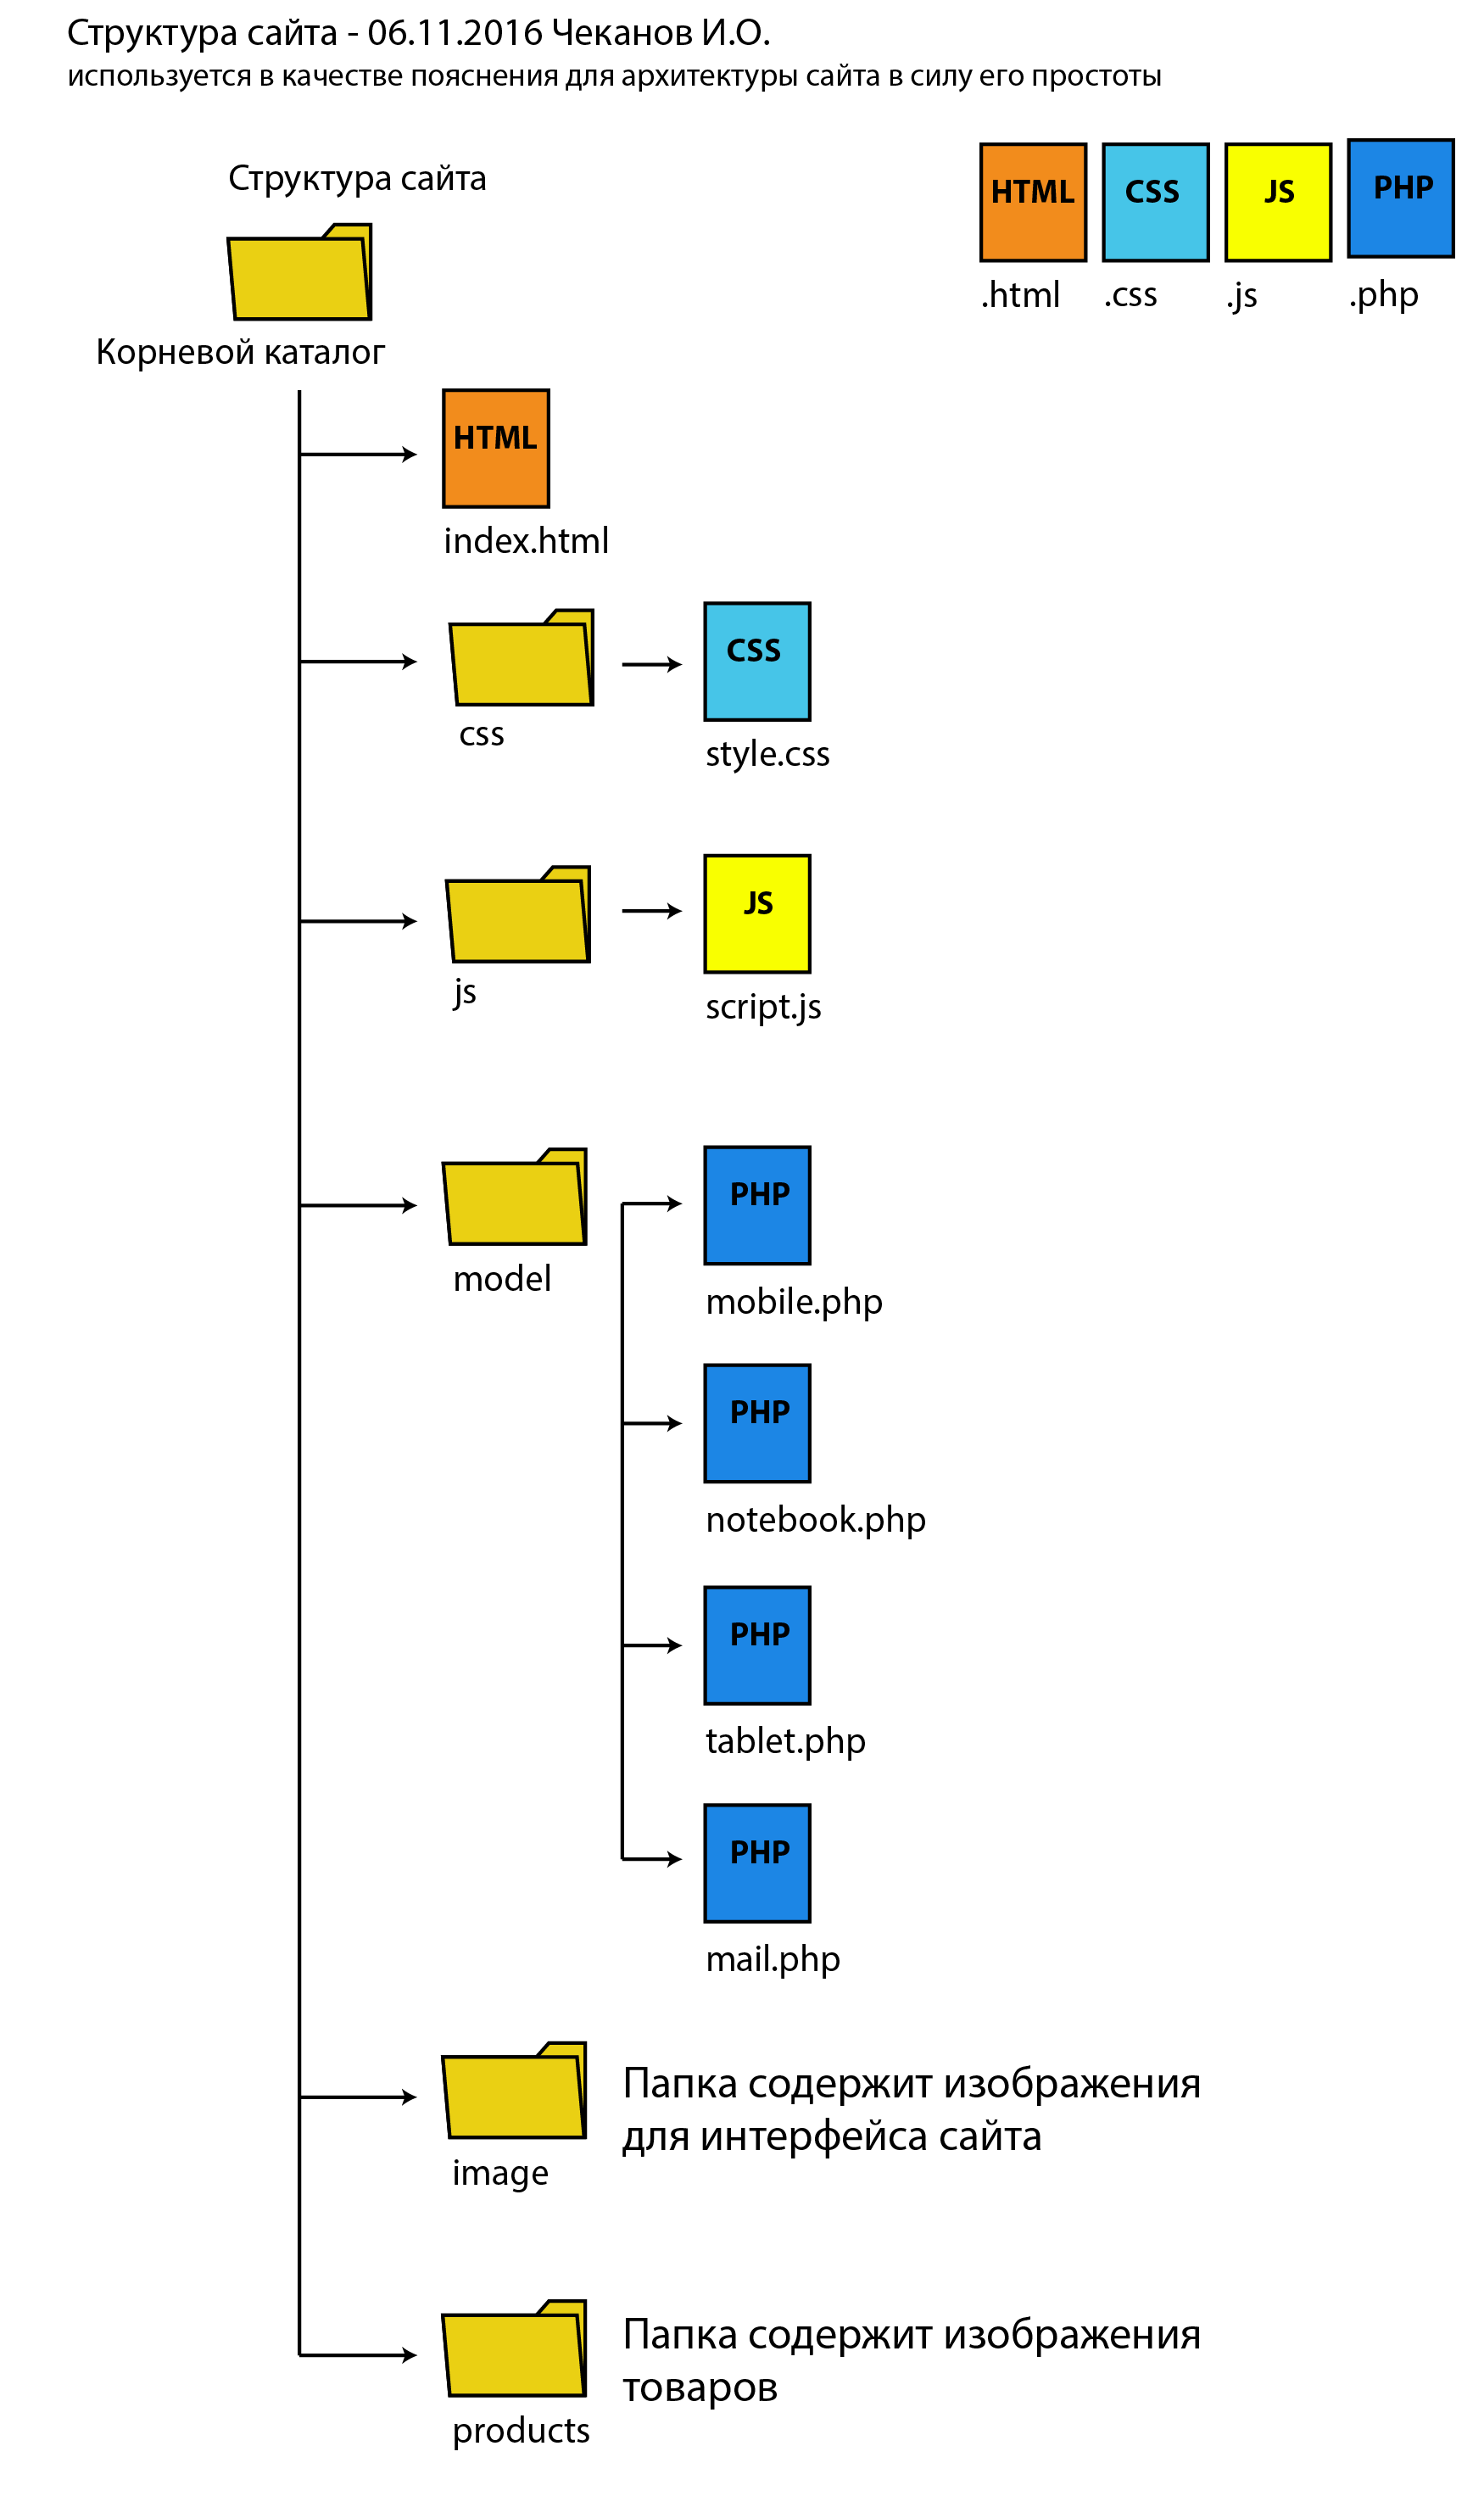 Структура сайта - 06.11.2016 Чеканов И.О.
используется в качестве пояснения для архитектуры сайта в силу его простоты
Структура сайта
HTML
CSS
JS
PHP
.html
.css
.js
.php
Корневой каталог
HTML
index.html
css
CSS
style.css
js
JS
script.js
model
PHP
mobile.php
PHP
notebook.php
PHP
tablet.php
PHP
mail.php
image
Папка содержит изображения
для интерфейса сайта
products
Папка содержит изображения
товаров